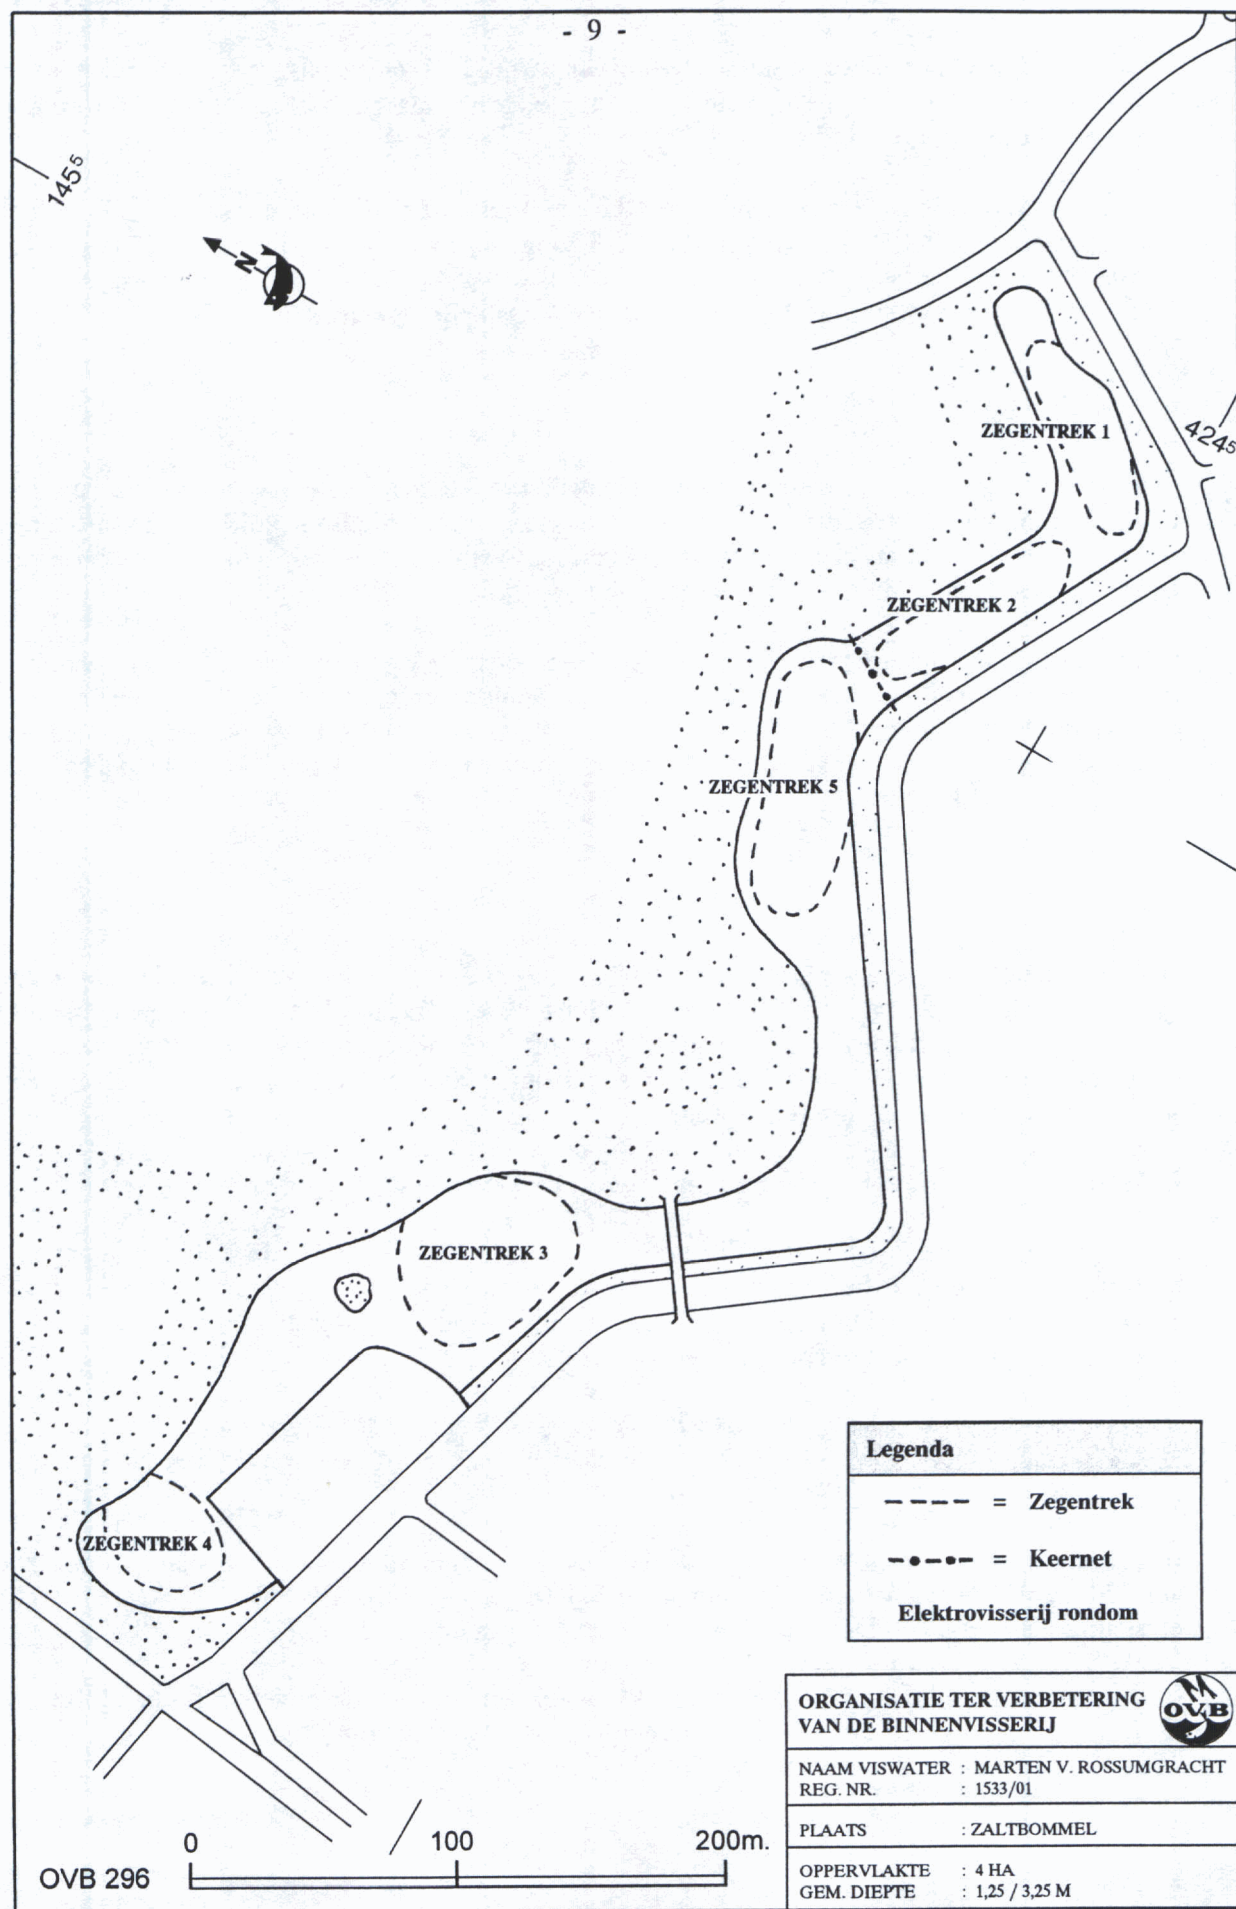 - 9 -
145⁵
N
ZEGENTREK 1
424⁵
ZEGENTREK 2
ZEGENTREK 5
ZEGENTREK 3
ZEGENTREK 4
Legenda
= Zegentrek
= Keernet
Elektrovisserij rondom
ORGANISATIE TER VERBETERING
VAN DE BINNENVISSERIJ
OVB
NAAM VISWATER : MARTEN V. ROSSUMGRACHT
REG. NR. : 1533/01
PLAATS : ZALTBOMMEL
OPPERVLAKTE : 4 HA
GEM. DIEPTE : 1,25 / 3,25 M
0 100 200m.
OVB 296